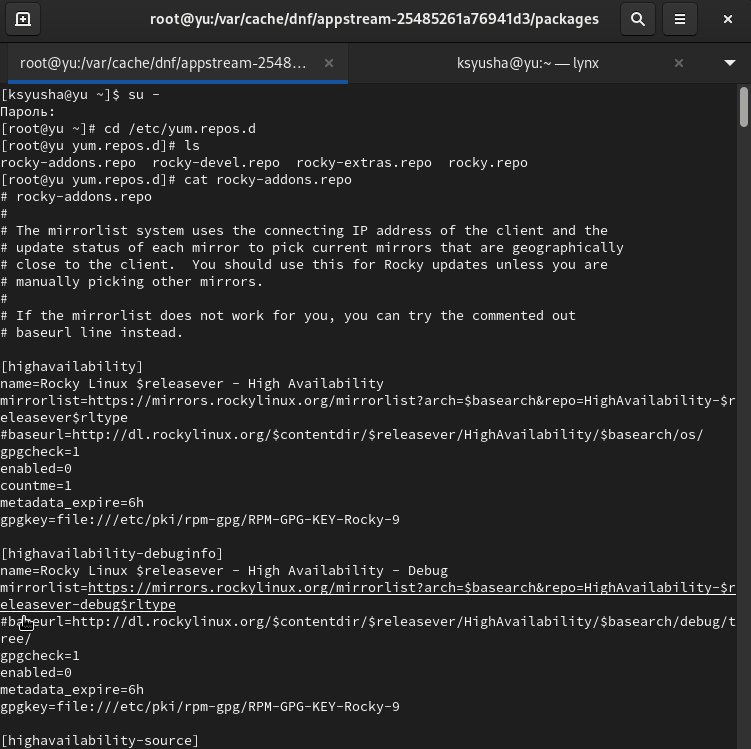 root@yu:/var/cache/dnf/appstream-25485261a76941d3/packages
root@yu:/var/cache/dnf/appstream-2548...
ksyusha@yu:~ — lynx
[ksyusha@yu ~]$ su -
Пароль:
[root@yu ~]# cd /etc/yum.repos.d
[root@yu yum.repos.d]# ls
rocky-addons.repo  rocky-devel.repo  rocky-extras.repo  rocky.repo
[root@yu yum.repos.d]# cat rocky-addons.repo
# rocky-addons.repo
#
# The mirrorlist system uses the connecting IP address of the client and the
# update status of each mirror to pick current mirrors that are geographically
# close to the client.  You should use this for Rocky updates unless you are
# manually picking other mirrors.
#
# If the mirrorlist does not work for you, you can try the commented out
# baseurl line instead.
[highavailability]
name=Rocky Linux $releasever - High Availability
mirrorlist=https://mirrors.rockylinux.org/mirrorlist?arch=$basearch&repo=HighAvailability-$r
eleasever$rltype
#baseurl=http://dl.rockylinux.org/$contentdir/$releasever/HighAvailability/$basearch/os/
gpgcheck=1
enabled=0
countme=1
metadata_expire=6h
gpgkey=file:///etc/pki/rpm-gpg/RPM-GPG-KEY-Rocky-9
[highavailability-debuginfo]
name=Rocky Linux $releasever - High Availability - Debug
mirrorlist=https://mirrors.rockylinux.org/mirrorlist?arch=$basearch&repo=HighAvailability-$r
eleasever-debug$rltype
#baseurl=http://dl.rockylinux.org/$contentdir/$releasever/HighAvailability/$basearch/debug/t
ree/
gpgcheck=1
enabled=0
metadata_expire=6h
gpgkey=file:///etc/pki/rpm-gpg/RPM-GPG-KEY-Rocky-9
[highavailability-source]